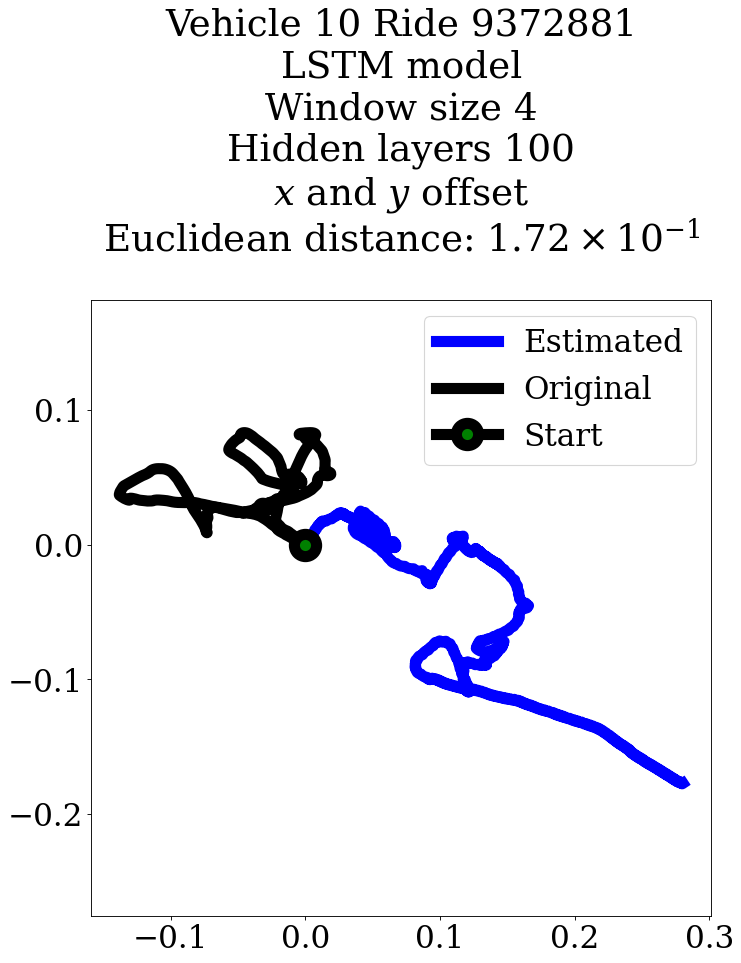 Vehicle 10 Ride 9372881
LSTM model
Window size 4
Hidden layers 100
x and y offset
Euclidean distance: 1.72 × 10⁻¹
Estimated
Original
Start
0.1
0.0
−0.1
−0.2
−0.1 0.0 0.1 0.2 0.3